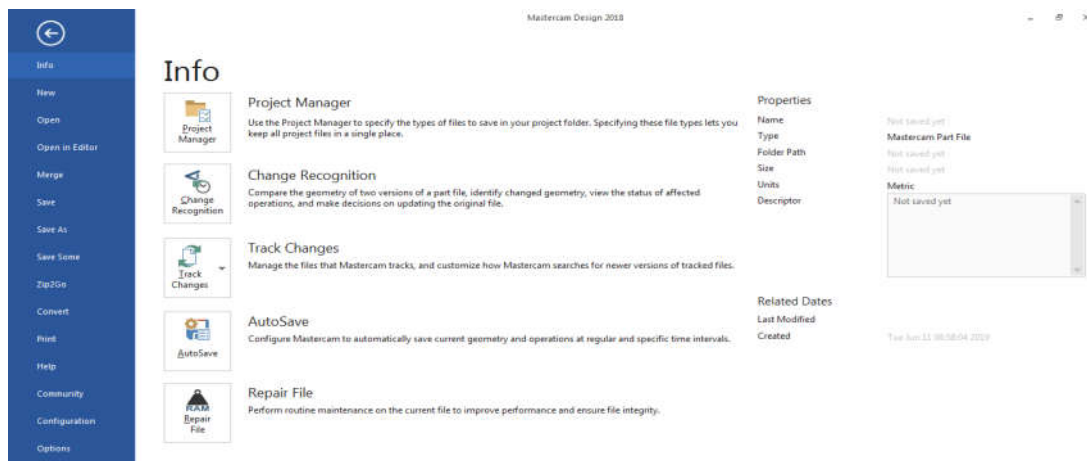 Mastercam Design 2018
Info
New
Open
Open in Editor
Merge
Save
Save As
Save Some
Zip2Go
Convert
Print
Help
Community
Configuration
Options
Info
Project Manager
Project Manager
Use the Project Manager to specify the types of files to save in your project folder. Specifying these file types lets you
keep all project files in a single place.
Change Recognition
Change Recognition
Compare the geometry of two versions of a part file, identify changed geometry, view the status of affected
operations, and make decisions on updating the original file.
Track Changes
Track Changes
Manage the files that Mastercam tracks, and customize how Mastercam searches for newer versions of tracked files.
AutoSave
AutoSave
Configure Mastercam to automatically save current geometry and operations at regular and specific time intervals.
RAM
Repair File
Repair File
Perform routine maintenance on the current file to improve performance and ensure file integrity.
Properties
Name Not saved yet
Type Mastercam Part File
Folder Path Not saved yet
Size Not saved yet
Units Metric
Descriptor Not saved yet
Related Dates
Last Modified
Created